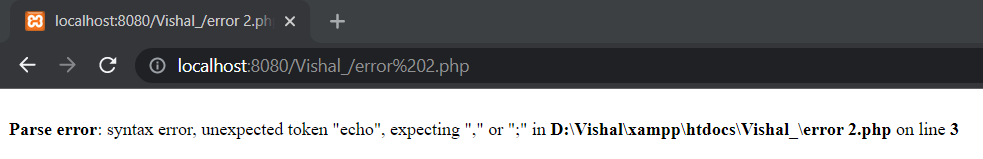 localhost:8080/Vishal_/error 2.ph
localhost:8080/Vishal_/error%202.php
Parse error: syntax error, unexpected token "echo", expecting "," or ";" in D:\Vishal\xampp\htdocs\Vishal_\error 2.php on line 3